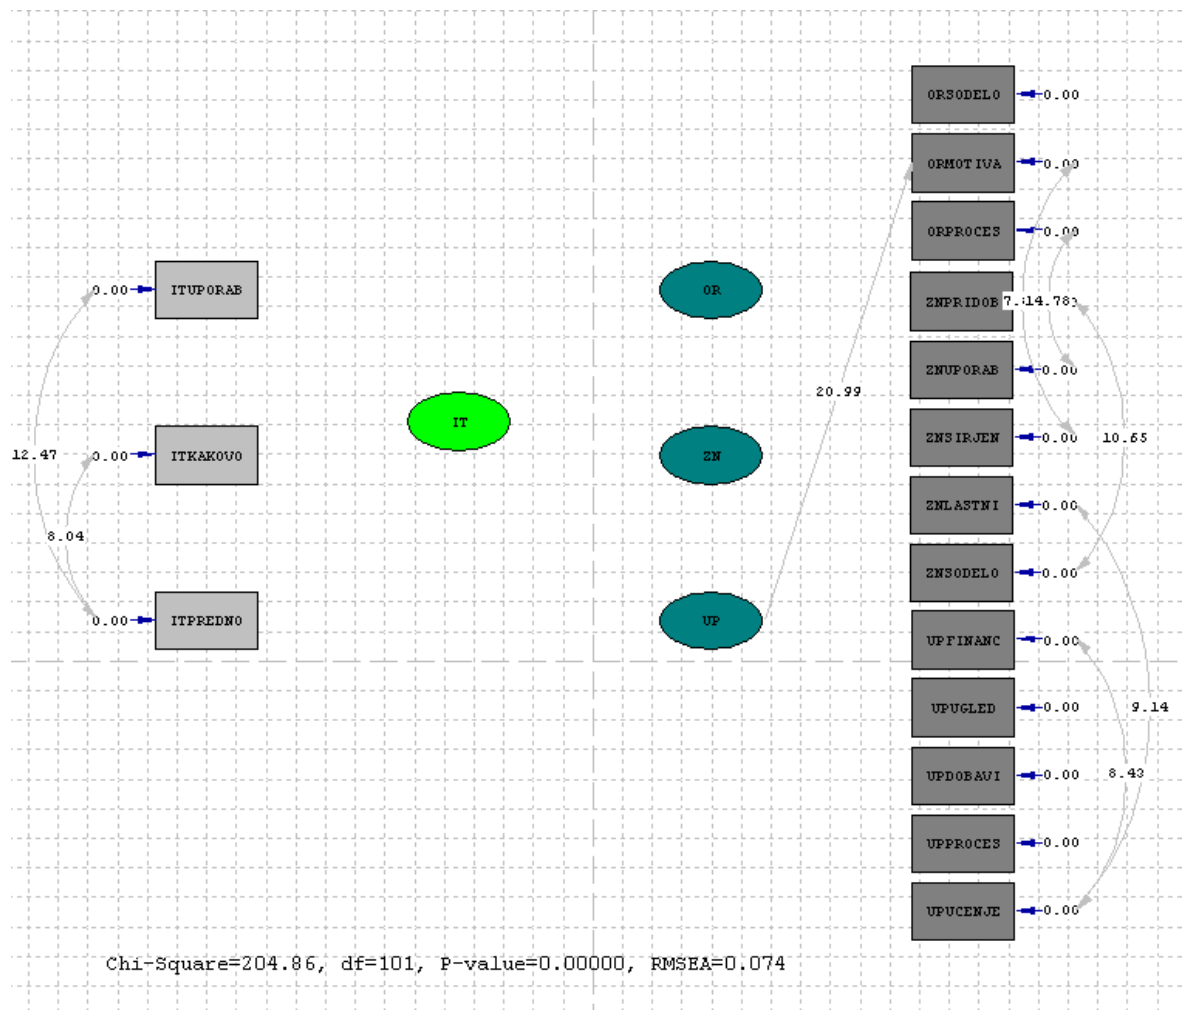 ORSODELO 0.00
ORMOTIVA 0.00
ORPROCES 0.00
0.00 ITUPORAB
OR
ZNPRIDOB 14.78
ZNUPORAB 0.00
20.99
IT
ZNSIRJEN 0.00 10.65
12.47 0.00 ITKAKOVO
ZN
ZNLASTNI 0.00
8.04
ZNSODELO 0.00
0.00 ITPREDNO
UP
UPFINANC 0.00
UPUGLED 0.00 9.14
UPDOBAVI 0.00 8.43
UPPROCES 0.00
UPUCENJE 0.00
Chi-Square=204.86, df=101, P-value=0.00000, RMSEA=0.074